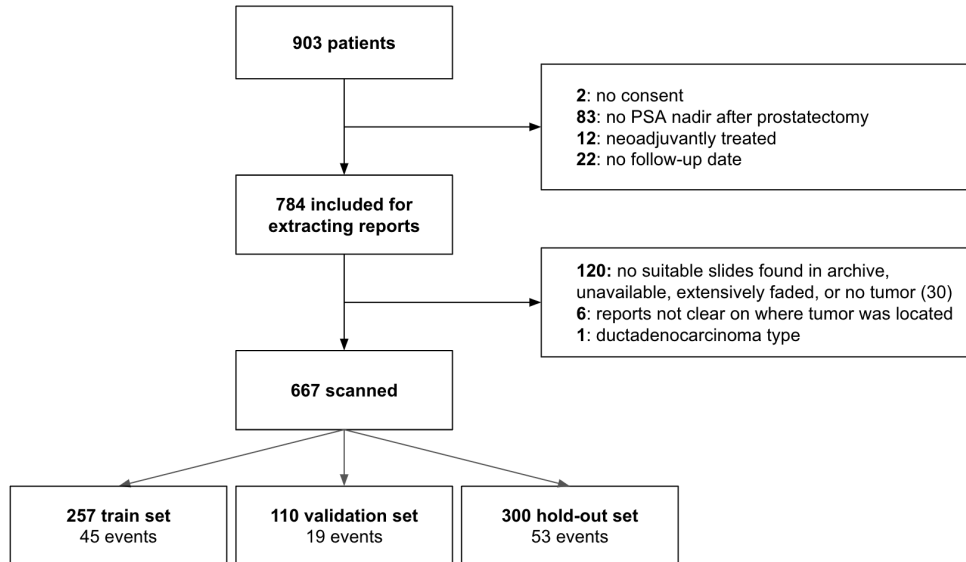 903 patients
2: no consent
83: no PSA nadir after prostatectomy
12: neoadjuvantly treated
22: no follow-up date
784 included for
extracting reports
120: no suitable slides found in archive,
unavailable, extensively faded, or no tumor (30)
6: reports not clear on where tumor was located
1: ductadenocarcinoma type
667 scanned
257 train set
45 events
110 validation set
19 events
300 hold-out set
53 events